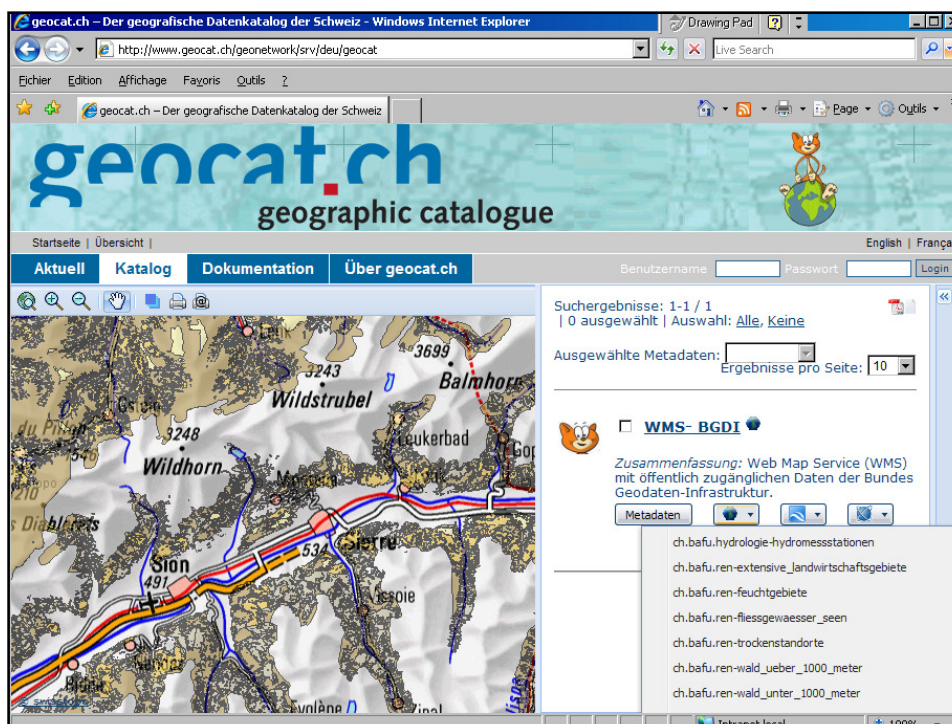 geocat.ch – Der geografische Datenkatalog der Schweiz - Windows Internet Explorer
Drawing Pad
http://www.geocat.ch/geonetwork/srv/deu/geocat
Live Search
Fichier Edition Affichage Favoris Outils ?
geocat.ch – Der geografische Datenkatalog der Schweiz
Page Outils
geocat.ch
geographic catalogue
Startseite | Übersicht |
English | França
Aktuell Katalog Dokumentation Über geocat.ch
Benutzername Passwort Login
Suchergebnisse: 1-1 / 1
| 0 ausgewählt | Auswahl: Alle, Keine
Ausgewählte Metadaten:
Ergebnisse pro Seite: 10
WMS- BGDI
Zusammenfassung: Web Map Service (WMS)
mit öffentlich zugänglichen Daten der Bundes
Geodaten-Infrastruktur.
Metadaten
ch.bafu.hydrologie-hydromessstationen
ch.bafu.ren-extensive_landwirtschaftsgebiete
ch.bafu.ren-feuchtgebiete
ch.bafu.ren-fliessgewaesser_seen
ch.bafu.ren-trockenstandorte
ch.bafu.ren-wald_ueber_1000_meter
ch.bafu.ren-wald_unter_1000_meter
3699
Balmhorn
3243
Wildstrubel
Leukerbad
3248
Wildhorn
Sierre
534
Sion
491
Vissoie
Evolène
Zinal
Intranet local
100%